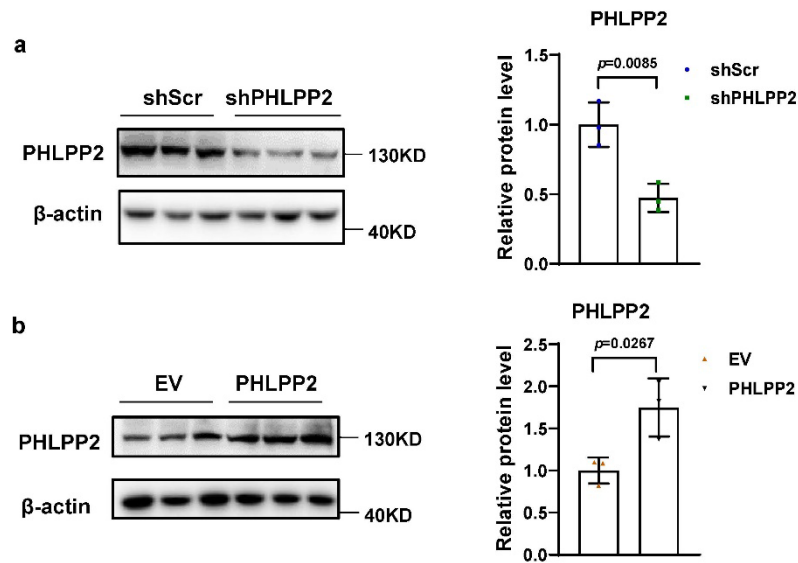 a
shScr shPHLPP2
PHLPP2
130KD
β-actin
40KD
PHLPP2
Relative protein level
1.5
1.0
0.5
0.0
p=0.0085
shScr
shPHLPP2
b
EV PHLPP2
PHLPP2
130KD
β-actin
40KD
PHLPP2
Relative protein level
2.5
2.0
1.5
1.0
0.5
0.0
p=0.0267
EV
PHLPP2